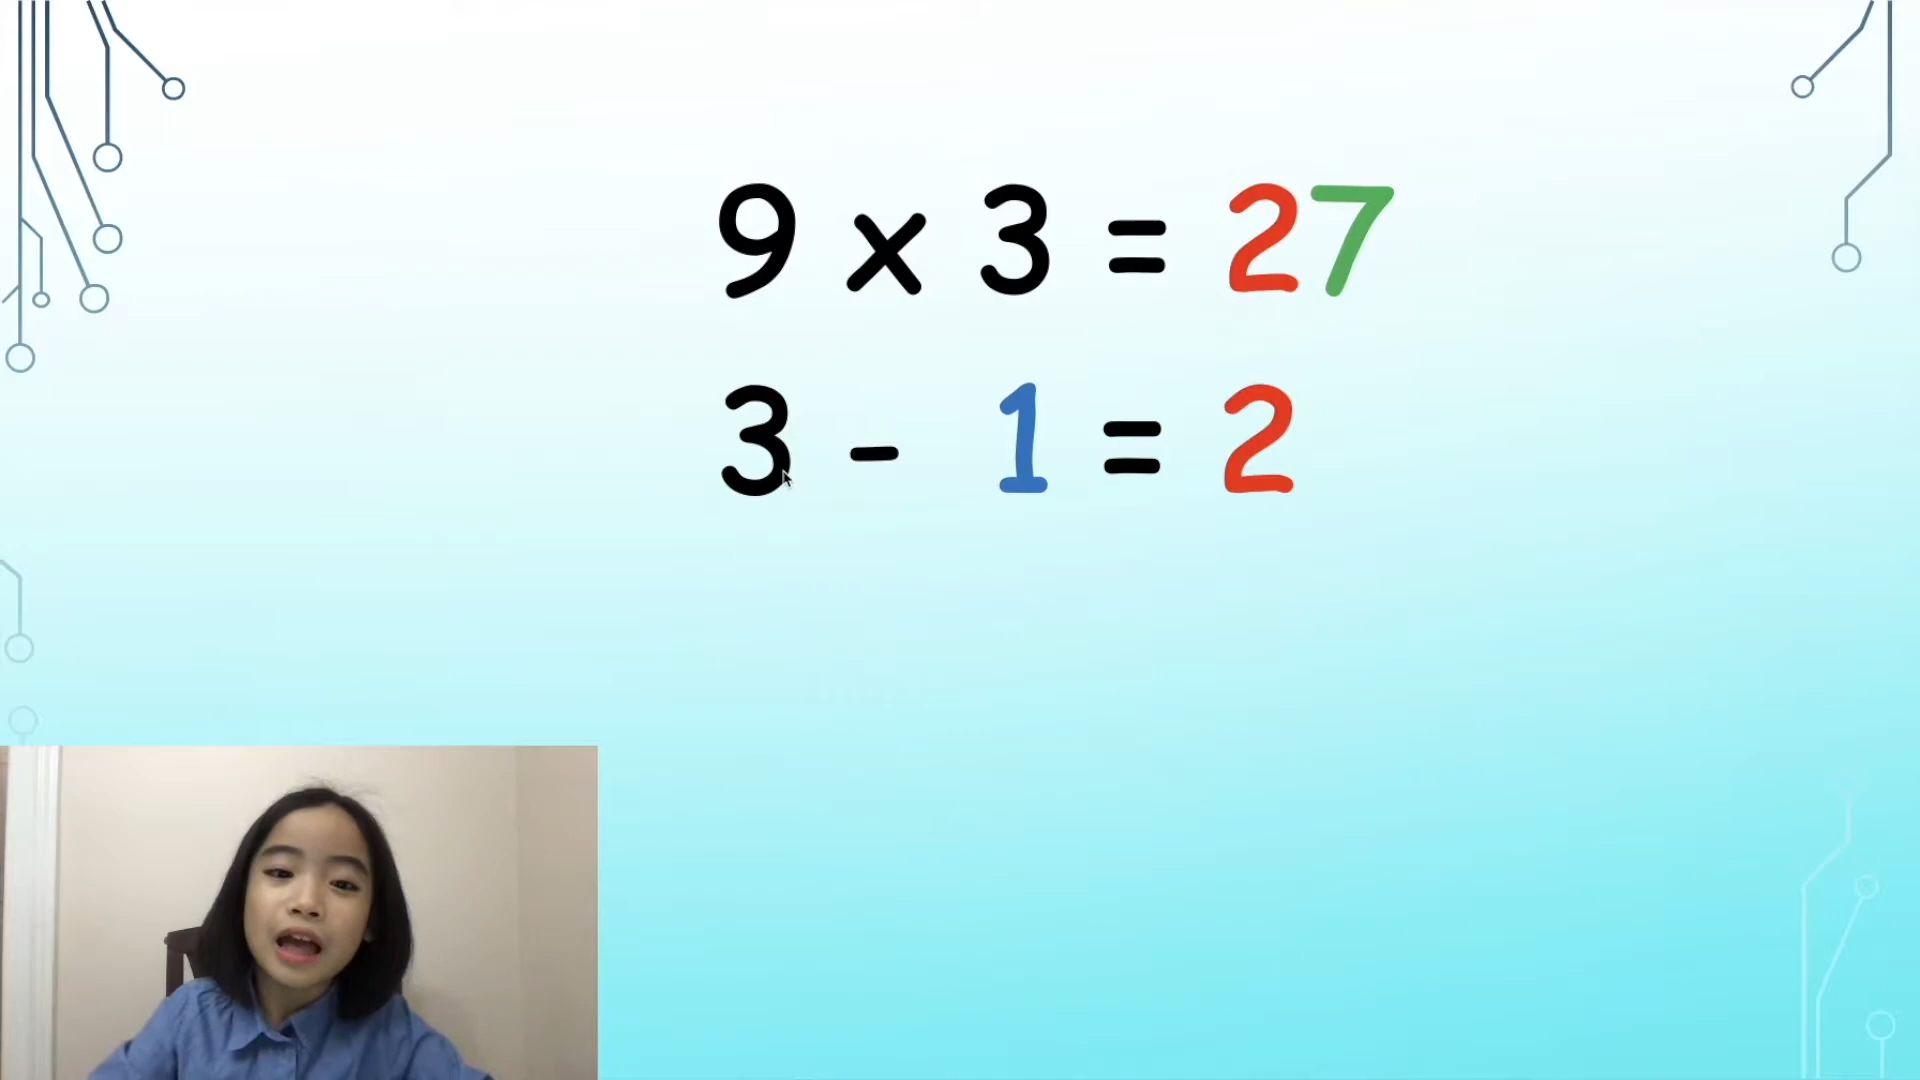 9 x 3 = 27
3 - 1 = 2